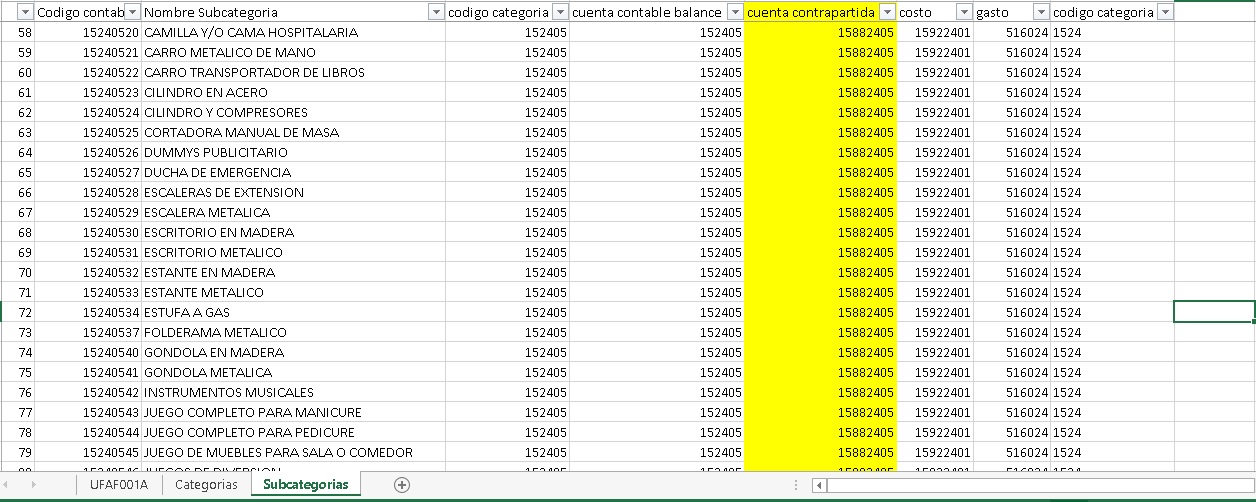 Codigo contab Nombre Subcategoria codigo categoria cuenta contable balance cuenta contrapartida costo gasto codigo categoria
58 15240520 CAMILLA Y/O CAMA HOSPITALARIA 152405 152405 15882405 15922401 516024 1524
59 15240521 CARRO METALICO DE MANO 152405 152405 15882405 15922401 516024 1524
60 15240522 CARRO TRANSPORTADOR DE LIBROS 152405 152405 15882405 15922401 516024 1524
61 15240523 CILINDRO EN ACERO 152405 152405 15882405 15922401 516024 1524
62 15240524 CILINDRO Y COMPRESORES 152405 152405 15882405 15922401 516024 1524
63 15240525 CORTADORA MANUAL DE MASA 152405 152405 15882405 15922401 516024 1524
64 15240526 DUMMYS PUBLICITARIO 152405 152405 15882405 15922401 516024 1524
65 15240527 DUCHA DE EMERGENCIA 152405 152405 15882405 15922401 516024 1524
66 15240528 ESCALERAS DE EXTENSION 152405 152405 15882405 15922401 516024 1524
67 15240529 ESCALERA METALICA 152405 152405 15882405 15922401 516024 1524
68 15240530 ESCRITORIO EN MADERA 152405 152405 15882405 15922401 516024 1524
69 15240531 ESCRITORIO METALICO 152405 152405 15882405 15922401 516024 1524
70 15240532 ESTANTE EN MADERA 152405 152405 15882405 15922401 516024 1524
71 15240533 ESTANTE METALICO 152405 152405 15882405 15922401 516024 1524
72 15240534 ESTUFA A GAS 152405 152405 15882405 15922401 516024 1524
73 15240537 FOLDERAMA METALICO 152405 152405 15882405 15922401 516024 1524
74 15240540 GONDOLA EN MADERA 152405 152405 15882405 15922401 516024 1524
75 15240541 GONDOLA METALICA 152405 152405 15882405 15922401 516024 1524
76 15240542 INSTRUMENTOS MUSICALES 152405 152405 15882405 15922401 516024 1524
77 15240543 JUEGO COMPLETO PARA MANICURE 152405 152405 15882405 15922401 516024 1524
78 15240544 JUEGO COMPLETO PARA PEDICURE 152405 152405 15882405 15922401 516024 1524
79 15240545 JUEGO DE MUEBLES PARA SALA O COMEDOR 152405 152405 15882405 15922401 516024 1524
UFAF001A Categorias Subcategorias